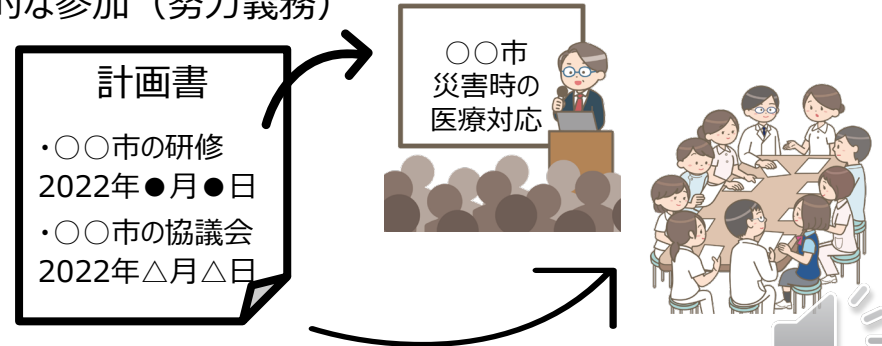 的な参加（努力義務）
計画書
・○○市の研修
2022年●月●日
・○○市の協議会
2022年△月△日
○○市
災害時の
医療対応